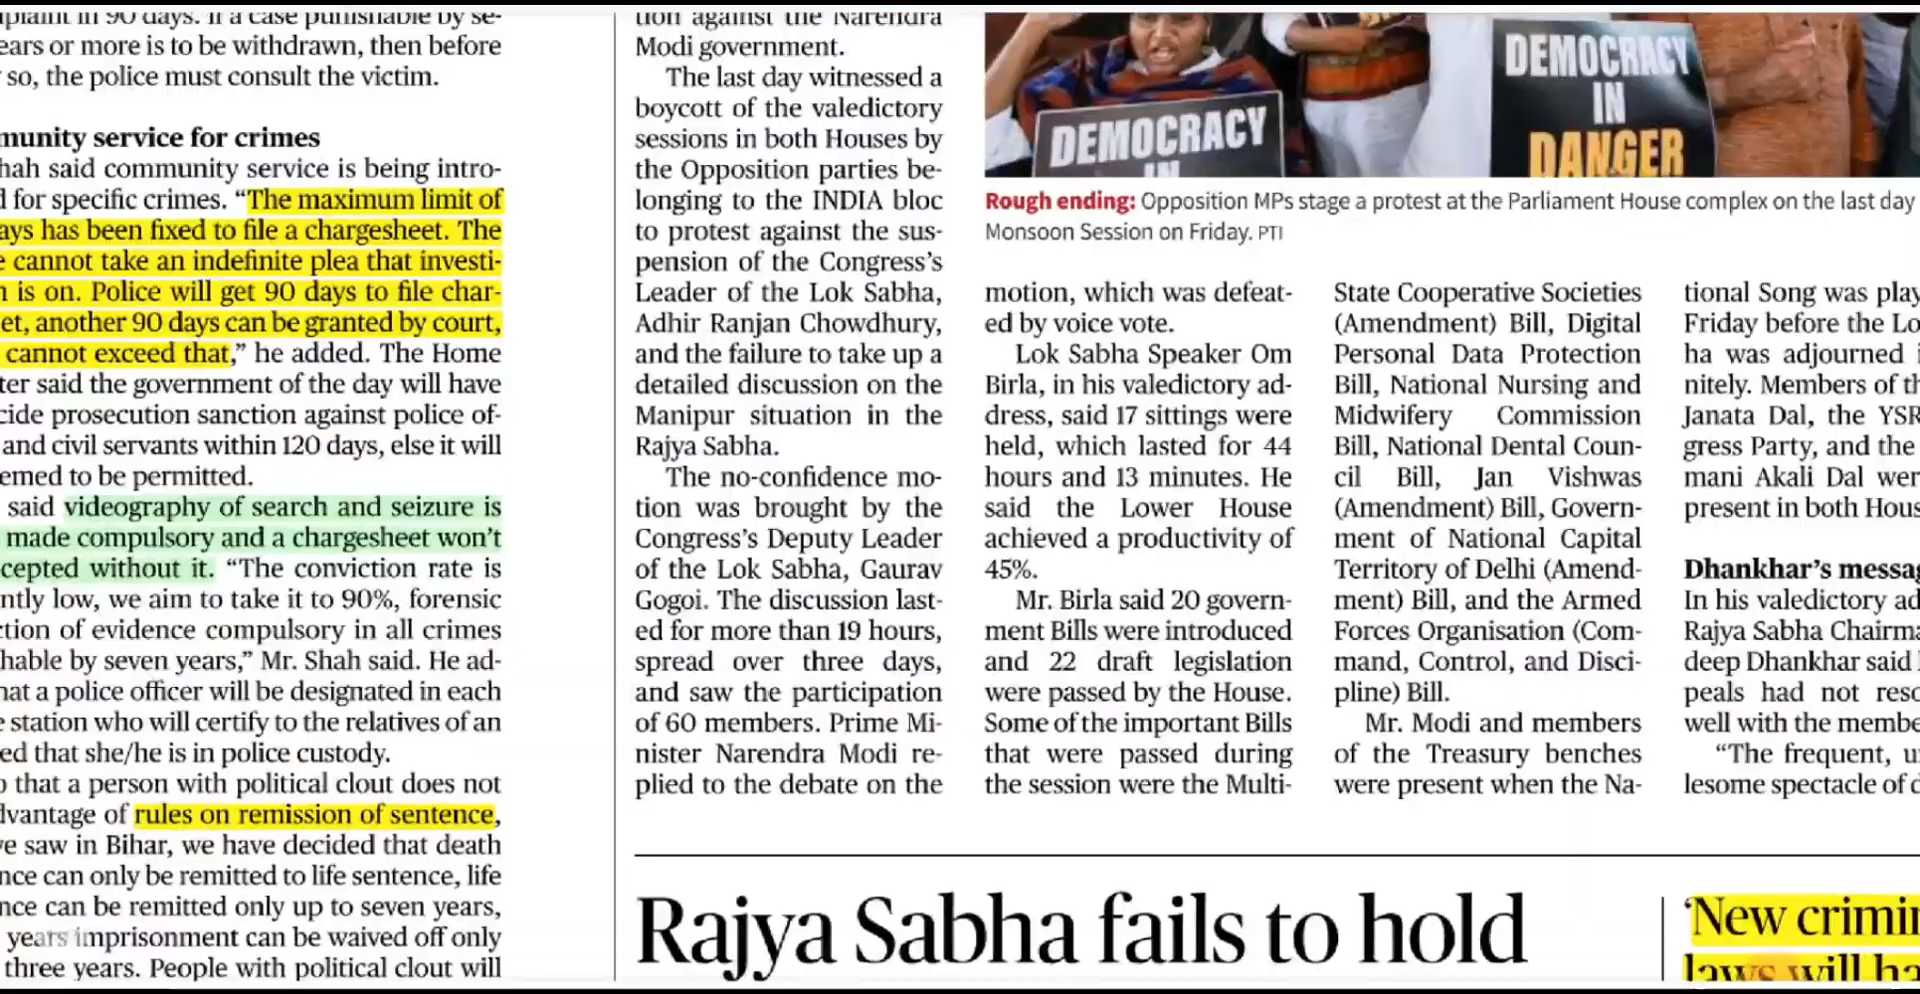 plaint in 90 days. If a case punishable by se-
ears or more is to be withdrawn, then before
so, the police must consult the victim.
munity service for crimes
hah said community service is being intro-
d for specific crimes. “The maximum limit of
ays has been fixed to file a chargesheet. The
e cannot take an indefinite plea that investi-
n is on. Police will get 90 days to file char-
et, another 90 days can be granted by court,
cannot exceed that,” he added. The Home
ter said the government of the day will have
cide prosecution sanction against police of-
and civil servants within 120 days, else it will
emed to be permitted.
said videography of search and seizure is
made compulsory and a chargesheet won’t
cepted without it. “The conviction rate is
ntly low, we aim to take it to 90%, forensic
ction of evidence compulsory in all crimes
hable by seven years,” Mr. Shah said. He ad-
hat a police officer will be designated in each
e station who will certify to the relatives of an
ed that she/he is in police custody.
o that a person with political clout does not
dvantage of rules on remission of sentence,
ve saw in Bihar, we have decided that death
nce can only be remitted to life sentence, life
nce can be remitted only up to seven years,
years imprisonment can be waived off only
three years. People with political clout will
tion against the Narendra
Modi government.
The last day witnessed a
boycott of the valedictory
sessions in both Houses by
the Opposition parties be-
longing to the INDIA bloc
to protest against the sus-
pension of the Congress’s
Leader of the Lok Sabha,
Adhir Ranjan Chowdhury,
and the failure to take up a
detailed discussion on the
Manipur situation in the
Rajya Sabha.
The no-confidence mo-
tion was brought by the
Congress’s Deputy Leader
of the Lok Sabha, Gaurav
Gogoi. The discussion last-
ed for more than 19 hours,
spread over three days,
and saw the participation
of 60 members. Prime Mi-
nister Narendra Modi re-
plied to the debate on the
DEMOCRACY
IN
DEMOCRACY
IN
DANGER
Rough ending: Opposition MPs stage a protest at the Parliament House complex on the last day
Monsoon Session on Friday. PTI
motion, which was defeat-
ed by voice vote.
Lok Sabha Speaker Om
Birla, in his valedictory ad-
dress, said 17 sittings were
held, which lasted for 44
hours and 13 minutes. He
said the Lower House
achieved a productivity of
45%.
Mr. Birla said 20 govern-
ment Bills were introduced
and 22 draft legislation
were passed by the House.
Some of the important Bills
that were passed during
the session were the Multi-
State Cooperative Societies
(Amendment) Bill, Digital
Personal Data Protection
Bill, National Nursing and
Midwifery Commission
Bill, National Dental Coun-
cil Bill, Jan Vishwas
(Amendment) Bill, Govern-
ment of National Capital
Territory of Delhi (Amend-
ment) Bill, and the Armed
Forces Organisation (Com-
mand, Control, and Disci-
pline) Bill.
Mr. Modi and members
of the Treasury benches
were present when the Na-
tional Song was play
Friday before the Lo
ha was adjourned i
nitely. Members of th
Janata Dal, the YSR
gress Party, and the
mani Akali Dal wer
present in both Hous
Dhankhar’s messag
In his valedictory ad
Rajya Sabha Chairma
deep Dhankhar said
peals had not reso
well with the membe
“The frequent, u
lesome spectacle of d
Rajya Sabha fails to hold
‘New crimin
laws will ha